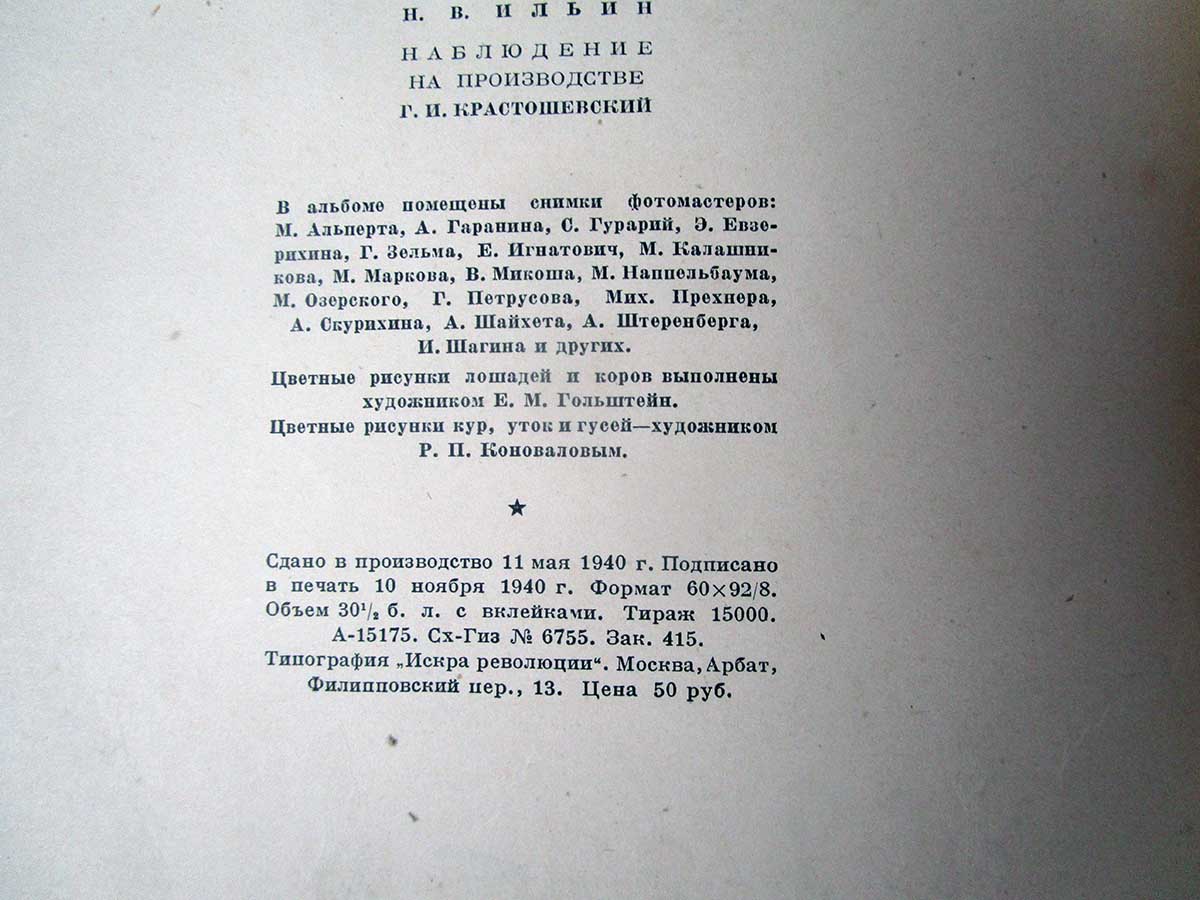 Н. В. ИЛЬИН
НАБЛЮДЕНИЕ
НА ПРОИЗВОДСТВЕ
Г. И. КРАСТОШЕВСКИЙ
В альбоме помещены снимки фотомастеров:
М. Альперта, А. Гаранина, С. Гурарий, Э. Евзе-
рихина, Г. Зельма, Е. Игнатович, М. Калашни-
кова, М. Маркова, В. Микоша, М. Наппельбаума,
М. Озерского, Г. Петрусова, Мих. Прехнера,
А. Скурихина, А. Шайхета, А. Штеренберга,
И. Шагина и других.
Цветные рисунки лошадей и коров выполнены
художником Е. М. Гольштейн.
Цветные рисунки кур, уток и гусей—художником
Р. П. Коноваловым.
★
Сдано в производство 11 мая 1940 г. Подписано
в печать 10 ноября 1940 г. Формат 60×92/8.
Объем 30¹/₂ б. л. с вклейками. Тираж 15000.
А-15175. Сх-Гиз № 6755. Зак. 415.
Типография „Искра революции“. Москва, Арбат,
Филипповский пер., 13. Цена 50 руб.